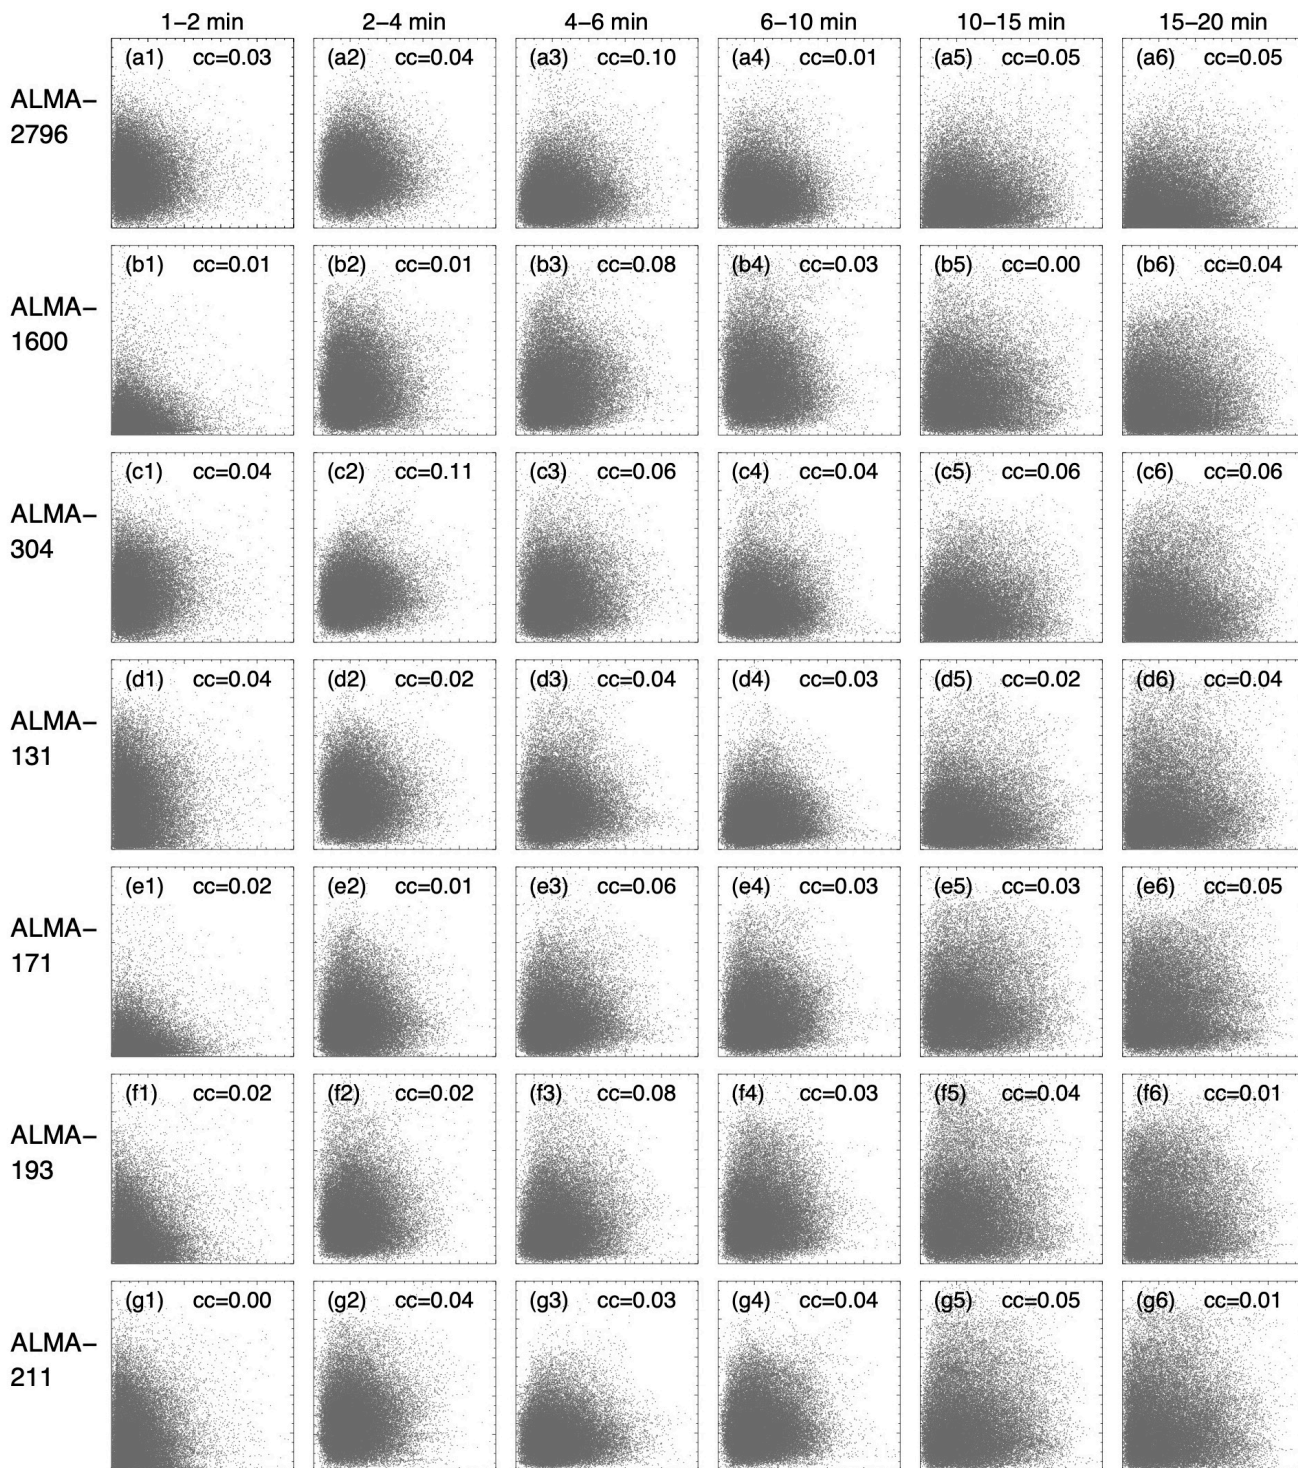 1–2 min 2–4 min 4–6 min 6–10 min 10–15 min 15–20 min
(a1) cc=0.03 (a2) cc=0.04 (a3) cc=0.10 (a4) cc=0.01 (a5) cc=0.05 (a6) cc=0.05
ALMA–
2796
(b1) cc=0.01 (b2) cc=0.01 (b3) cc=0.08 (b4) cc=0.03 (b5) cc=0.00 (b6) cc=0.04
ALMA–
1600
(c1) cc=0.04 (c2) cc=0.11 (c3) cc=0.06 (c4) cc=0.04 (c5) cc=0.06 (c6) cc=0.06
ALMA–
304
(d1) cc=0.04 (d2) cc=0.02 (d3) cc=0.04 (d4) cc=0.03 (d5) cc=0.02 (d6) cc=0.04
ALMA–
131
(e1) cc=0.02 (e2) cc=0.01 (e3) cc=0.06 (e4) cc=0.03 (e5) cc=0.03 (e6) cc=0.05
ALMA–
171
(f1) cc=0.02 (f2) cc=0.02 (f3) cc=0.08 (f4) cc=0.03 (f5) cc=0.04 (f6) cc=0.01
ALMA–
193
(g1) cc=0.00 (g2) cc=0.04 (g3) cc=0.03 (g4) cc=0.04 (g5) cc=0.05 (g6) cc=0.01
ALMA–
211